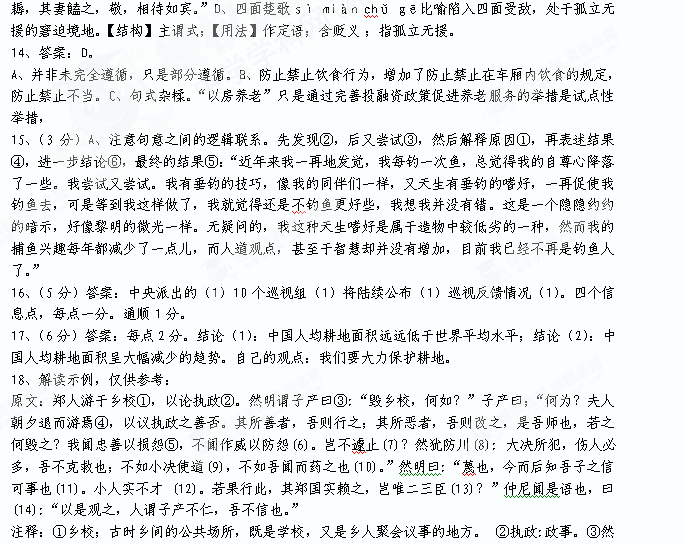 耨，其妻馌之，敬，相待如宾。”D、四面楚歌sì miàn chǔ gē比喻陷入四面受敌，处于孤立无
援的窘迫境地。【结构】主谓式；【用法】作定语；含贬义；指孤立无援。
14、答案：D。
A、并非未完全遵循，只是部分遵循。B、防止禁止饮食行为，增加了防止禁止在车厢内饮食的规定，
防止禁止不当。C、句式杂糅。“以房养老”只是通过完善投融资政策促进养老服务的举措是试点性
举措，
15、（3分）A、注意句意之间的逻辑联系。先发现②，后又尝试③，然后解释原因①，再表述结果
④，进一步结论⑥，最终的结果⑤：“近年来我一再地发觉，我每钓一次鱼，总觉得我的自尊心降落
了一些。我尝试又尝试。我有垂钓的技巧，像我的同伴们一样，又天生有垂钓的嗜好，一再促使我
钓鱼去，可是等到我这样做了，我就觉得还是不钓鱼更好些，我想我并没有错。这是一个隐隐约约
的暗示，好像黎明的微光一样。无疑问的，我这种天生嗜好是属于造物中较低劣的一种，然而我的
捕鱼兴趣每年都减少了一点儿，而人道观点，甚至于智慧却并没有增加，目前我已经不再是钓鱼人
了。”
16、（5分）答案：中央派出的（1）10个巡视组（1）将陆续公布（1）巡视反馈情况（1）。四个信
息点，每点一分。通顺1分。
17、（6分）答案：每点2分。结论（1）：中国人均耕地面积远远低于世界平均水平；结论（2）：中
国人均耕地面积呈大幅减少的趋势。自己的观点：我们要大力保护耕地。
18、解读示例，仅供参考：
原文：郑人游于乡校①，以论执政②。然明谓子产曰③：“毁乡校，何如？”子产曰：“何为？夫人
朝夕退而游焉④，以议执政之善否。其所善者，吾则行之；其所恶者，吾则改之，是吾师也，若之
何毁之？我闻忠善以损怨⑤，不闻作威以防怨(6)。岂不遽止(7)？然犹防川(8)：大决所犯，伤人必
多，吾不克救也；不如小决使道(9)，不如吾闻而药之也(10)。”然明曰：“蔑也，今而后知吾子之信
可事也(11)。小人实不才 (12)。若果行此，其郑国实赖之，岂唯二三臣(13)？”仲尼闻是语也，曰
(14)：“以是观之，人谓子产不仁，吾不信也。”
注释：①乡校；古时乡间的公共场所，既是学校，又是乡人聚会议事的地方。 ②执政：政事。③然